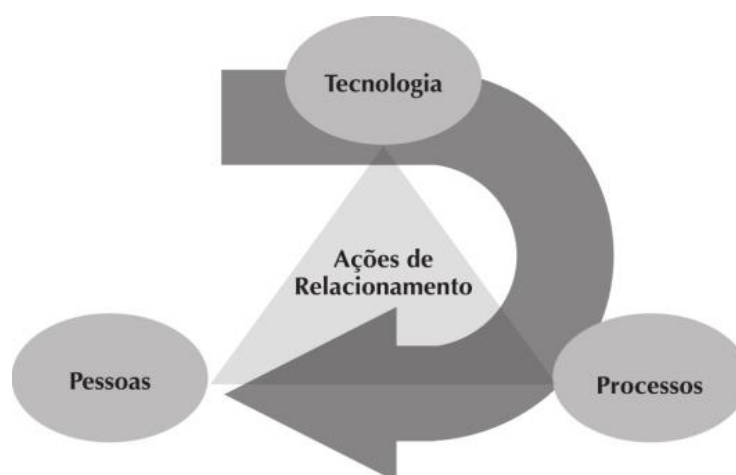 Tecnologia
Ações de
Relacionamento
Pessoas
Processos